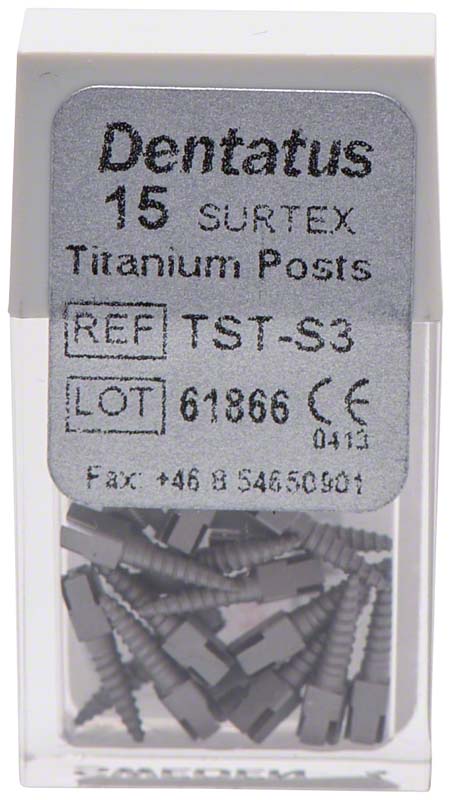 Dentatus
15 SURTEX
Titanium Posts
REF TST-S3
LOT 61866 CE
0413
Fax: +46 8 54650901